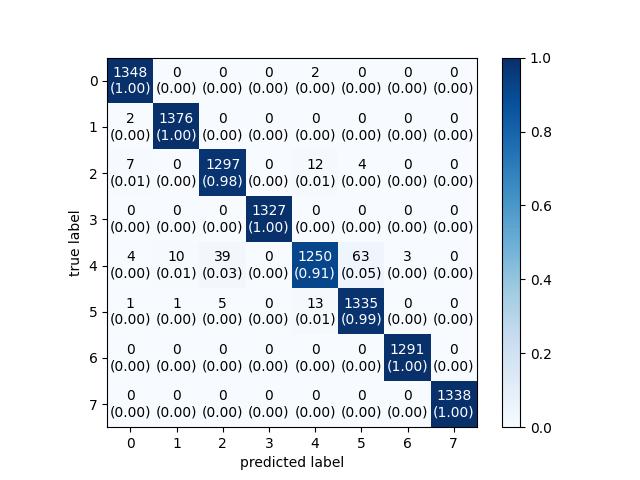 1348 0 0 0 2 0 0 0
0 (1.00) (0.00) (0.00) (0.00) (0.00) (0.00) (0.00) (0.00)
2 1376 0 0 0 0 0 0
1 (0.00) (1.00) (0.00) (0.00) (0.00) (0.00) (0.00) (0.00)
7 0 1297 0 12 4 0 0
2 (0.01) (0.00) (0.98) (0.00) (0.01) (0.00) (0.00) (0.00)
0 0 0 1327 0 0 0 0
3 (0.00) (0.00) (0.00) (1.00) (0.00) (0.00) (0.00) (0.00)
4 10 39 0 1250 63 3 0
4 (0.00) (0.01) (0.03) (0.00) (0.91) (0.05) (0.00) (0.00)
1 1 5 0 13 1335 0 0
5 (0.00) (0.00) (0.00) (0.00) (0.01) (0.99) (0.00) (0.00)
0 0 0 0 0 0 1291 0
6 (0.00) (0.00) (0.00) (0.00) (0.00) (0.00) (1.00) (0.00)
0 0 0 0 0 0 0 1338
7 (0.00) (0.00) (0.00) (0.00) (0.00) (0.00) (0.00) (1.00)
0 1 2 3 4 5 6 7
predicted label
true label
1.0
0.8
0.6
0.4
0.2
0.0